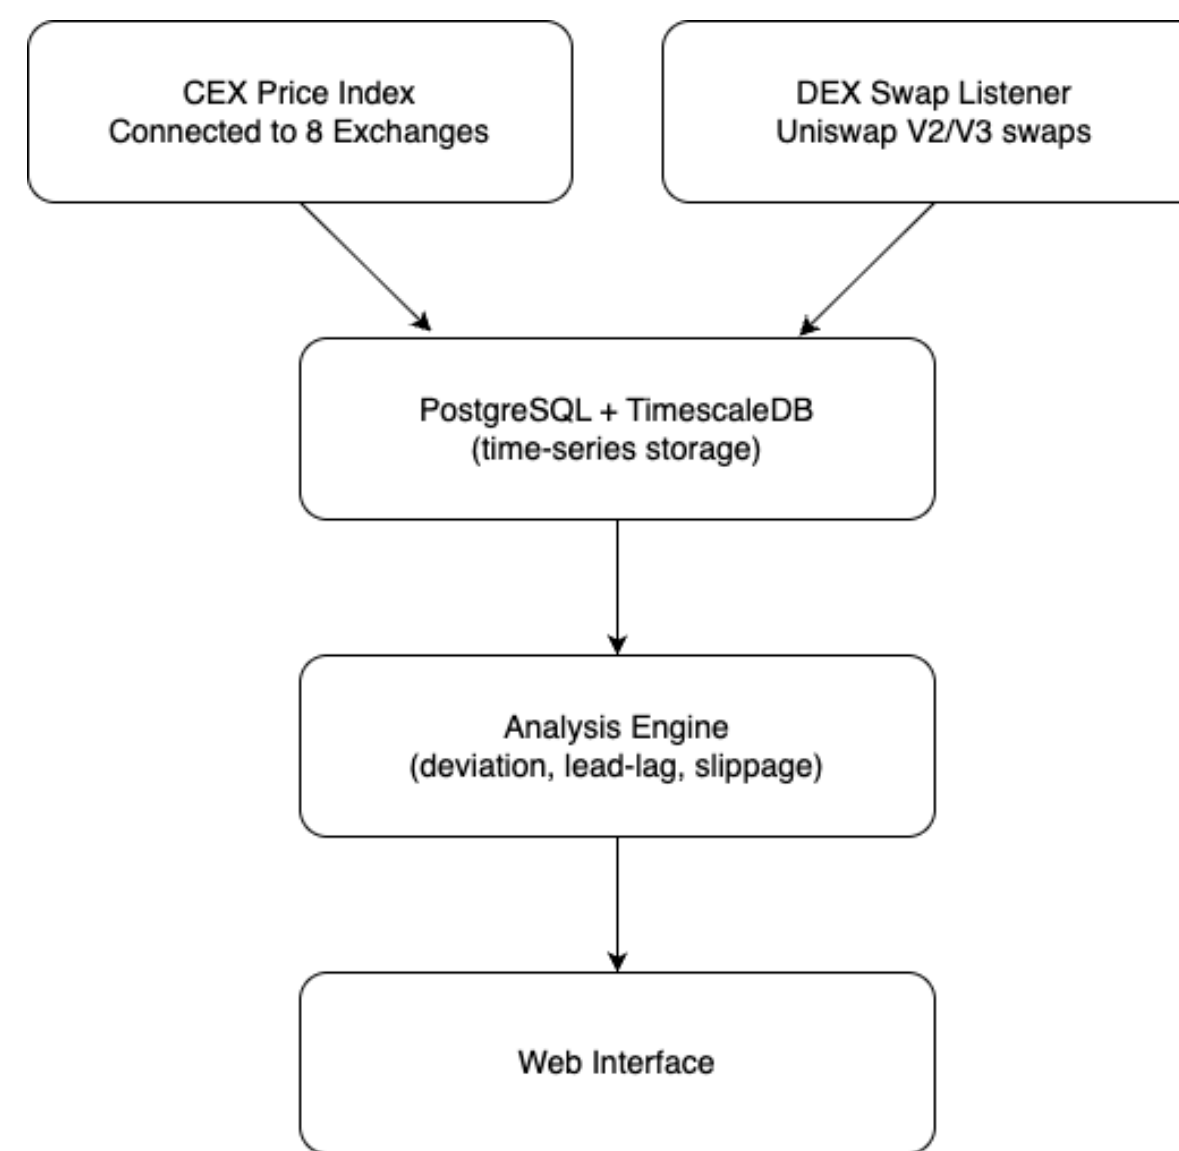 CEX Price Index
Connected to 8 Exchanges
DEX Swap Listener
Uniswap V2/V3 swaps
PostgreSQL + TimescaleDB
(time-series storage)
Analysis Engine
(deviation, lead-lag, slippage)
Web Interface